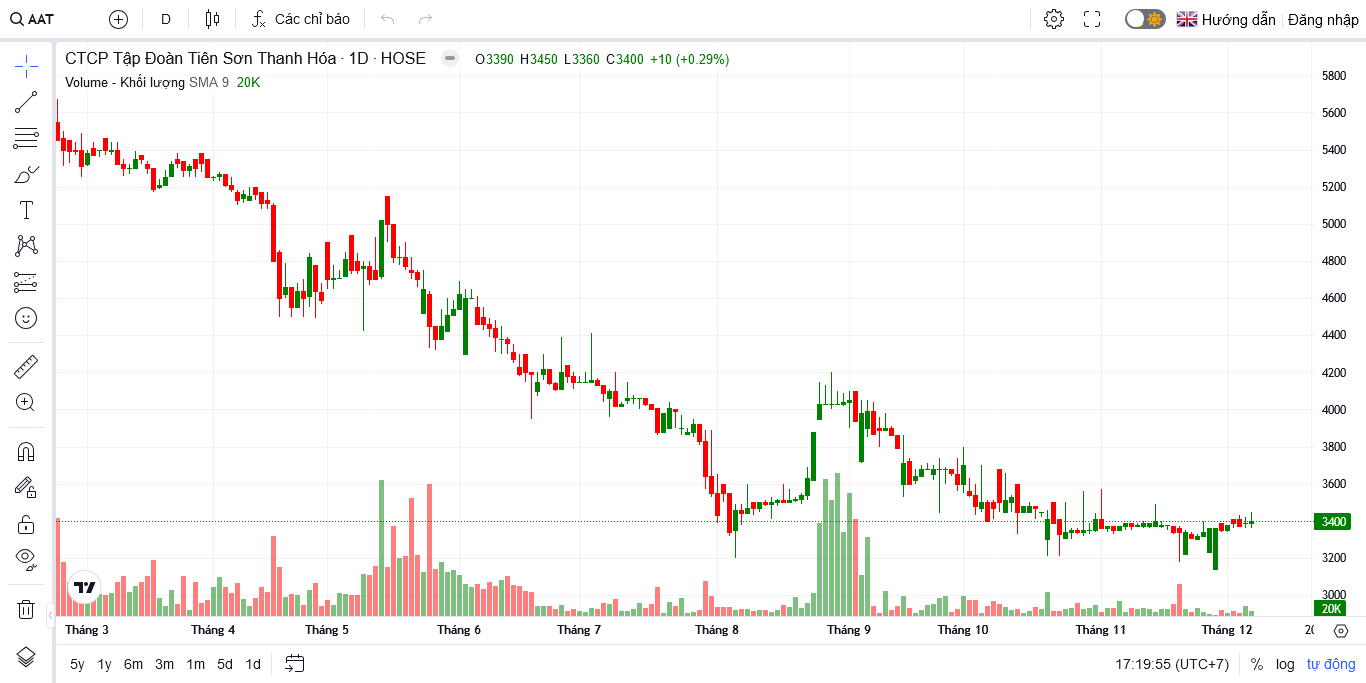 AAT D Các chỉ báo Hướng dẫn Đăng nhập
CTCP Tập Đoàn Tiên Sơn Thanh Hóa · 1D · HOSE O3390 H3450 L3360 C3400 +10 (+0.29%)
Volume - Khối lượng SMA 9 20K
5800
5600
5400
5200
5000
4800
4600
4400
4200
4000
3800
3600
3400
3200
3000
20K
Tháng 3 Tháng 4 Tháng 5 Tháng 6 Tháng 7 Tháng 8 Tháng 9 Tháng 10 Tháng 11 Tháng 12
5y 1y 6m 3m 1m 5d 1d 17:19:55 (UTC+7) % log tự động